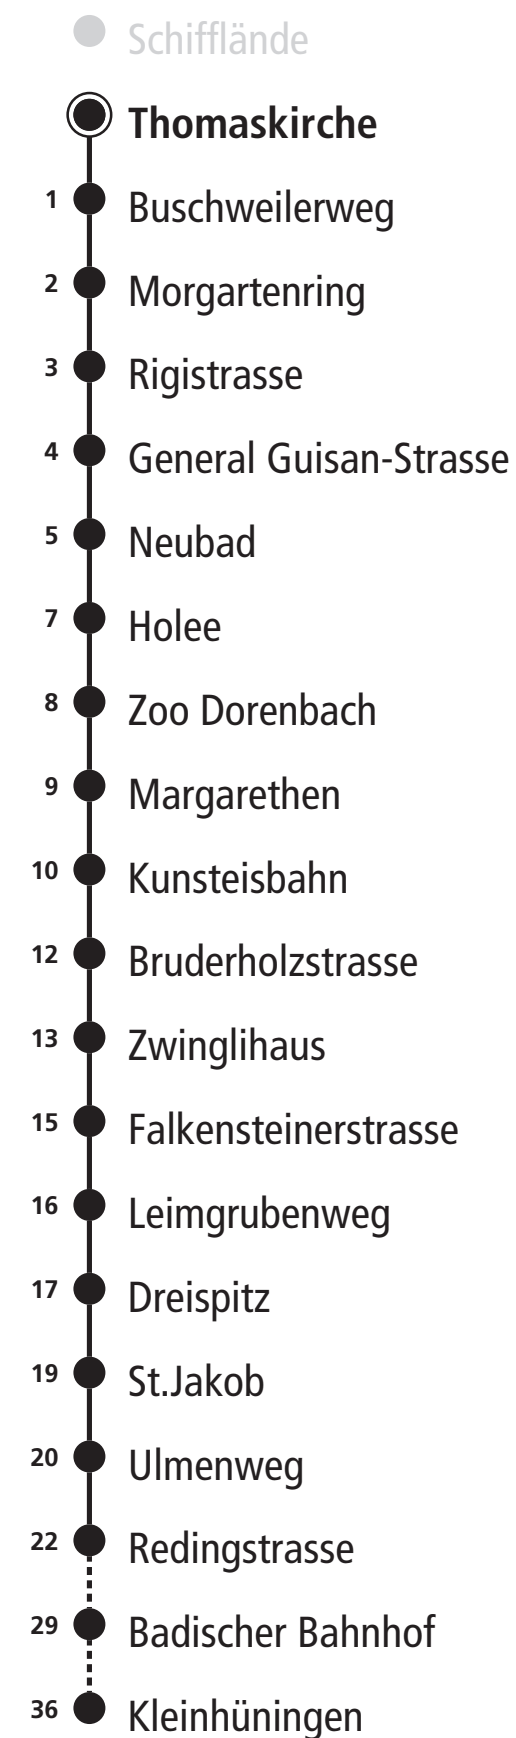 Schifflände
Thomaskirche
1 Buschweilerweg
2 Morgartenring
3 Rigistrasse
4 General Guisan-Strasse
5 Neubad
7 Holee
8 Zoo Dorenbach
9 Margarethen
10 Kunsteisbahn
12 Bruderholzstrasse
13 Zwinglihaus
15 Falkensteinerstrasse
16 Leimgrubenweg
17 Dreispitz
19 St.Jakob
20 Ulmenweg
22 Redingstrasse
29 Badischer Bahnhof
36 Kleinhüningen